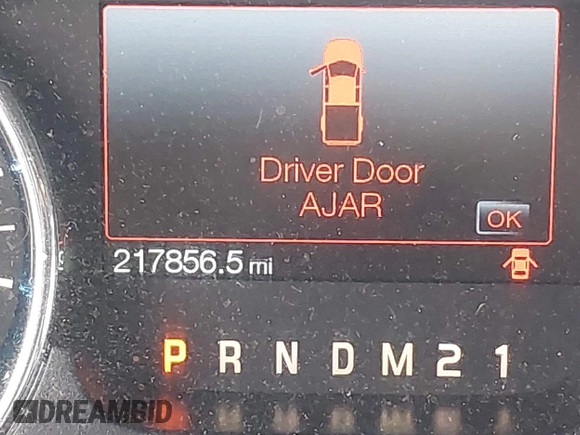 Driver Door
AJAR
OK
217856.5 mi
P R N D M 2 1
DREAMBID